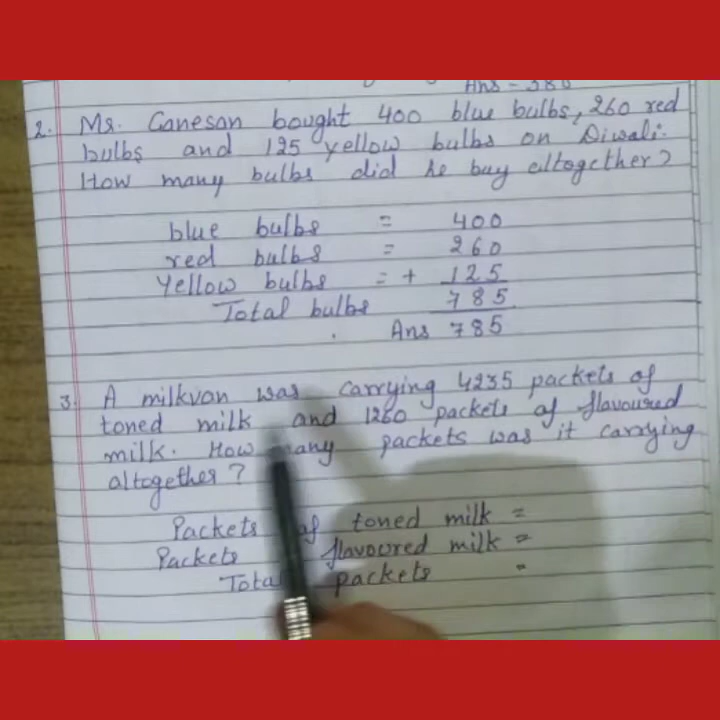 Ans - 380
2. Mr. Ganesan bought 400 blue bulbs, 260 red
bulbs and 125 yellow bulbs on Diwali.
How many bulbs did he buy altogether?
blue bulbs = 400
red bulbs = 260
Yellow bulbs = + 125
Total bulbs 785
Ans 785
3. A milkvan was carrying 4235 packets of
toned milk and 1260 packets of flavoured
milk. How many packets was it carrying
altogether?
Packets of toned milk =
Packets flavoured milk =
Total packets =